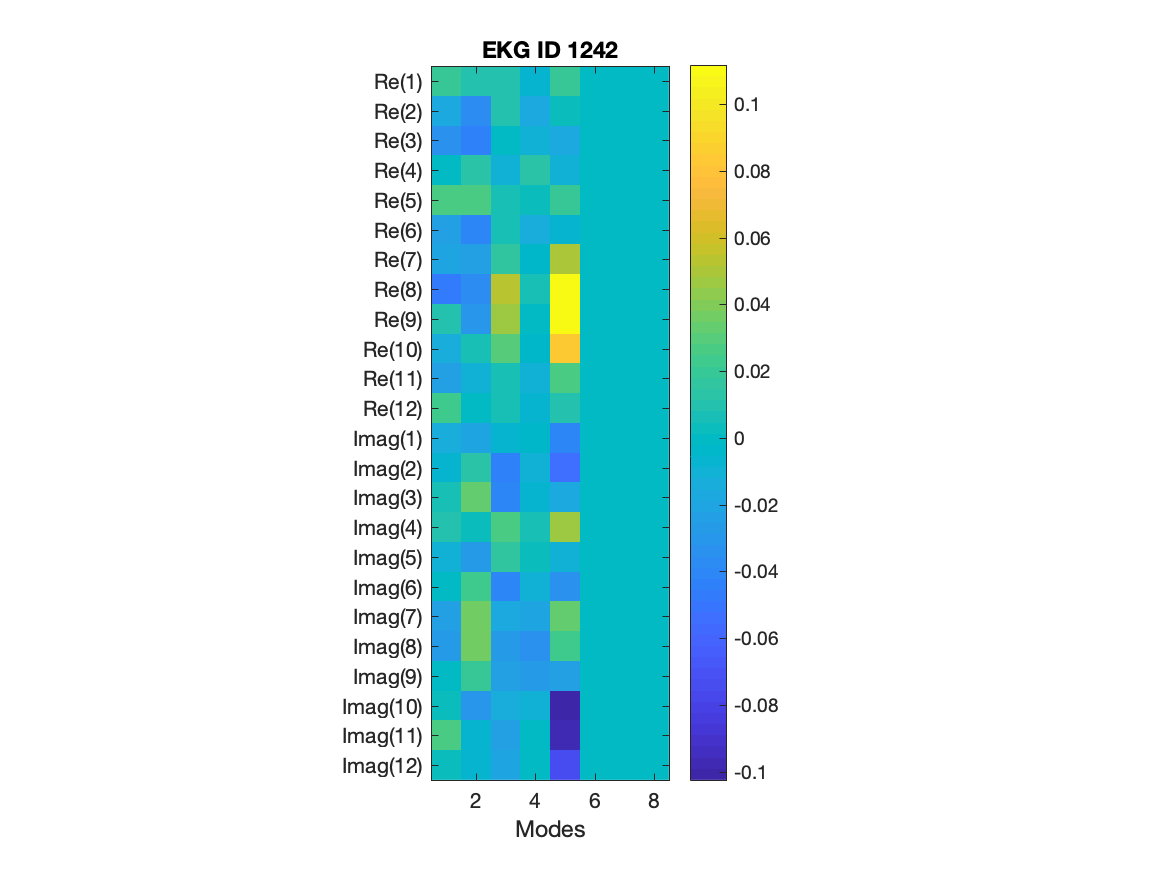 EKG ID 1242
Re(1)
Re(2)
Re(3)
Re(4)
Re(5)
Re(6)
Re(7)
Re(8)
Re(9)
Re(10)
Re(11)
Re(12)
Imag(1)
Imag(2)
Imag(3)
Imag(4)
Imag(5)
Imag(6)
Imag(7)
Imag(8)
Imag(9)
Imag(10)
Imag(11)
Imag(12)
2 4 6 8
Modes
0.1
0.08
0.06
0.04
0.02
0
-0.02
-0.04
-0.06
-0.08
-0.1